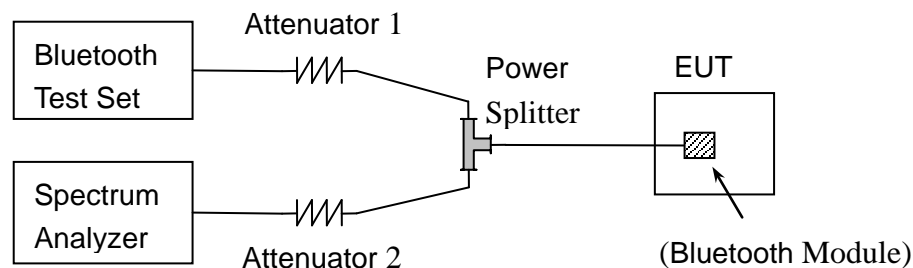 Attenuator 1
Bluetooth
Test Set
Power
Splitter
EUT
Spectrum
Analyzer
Attenuator 2
(Bluetooth Module)